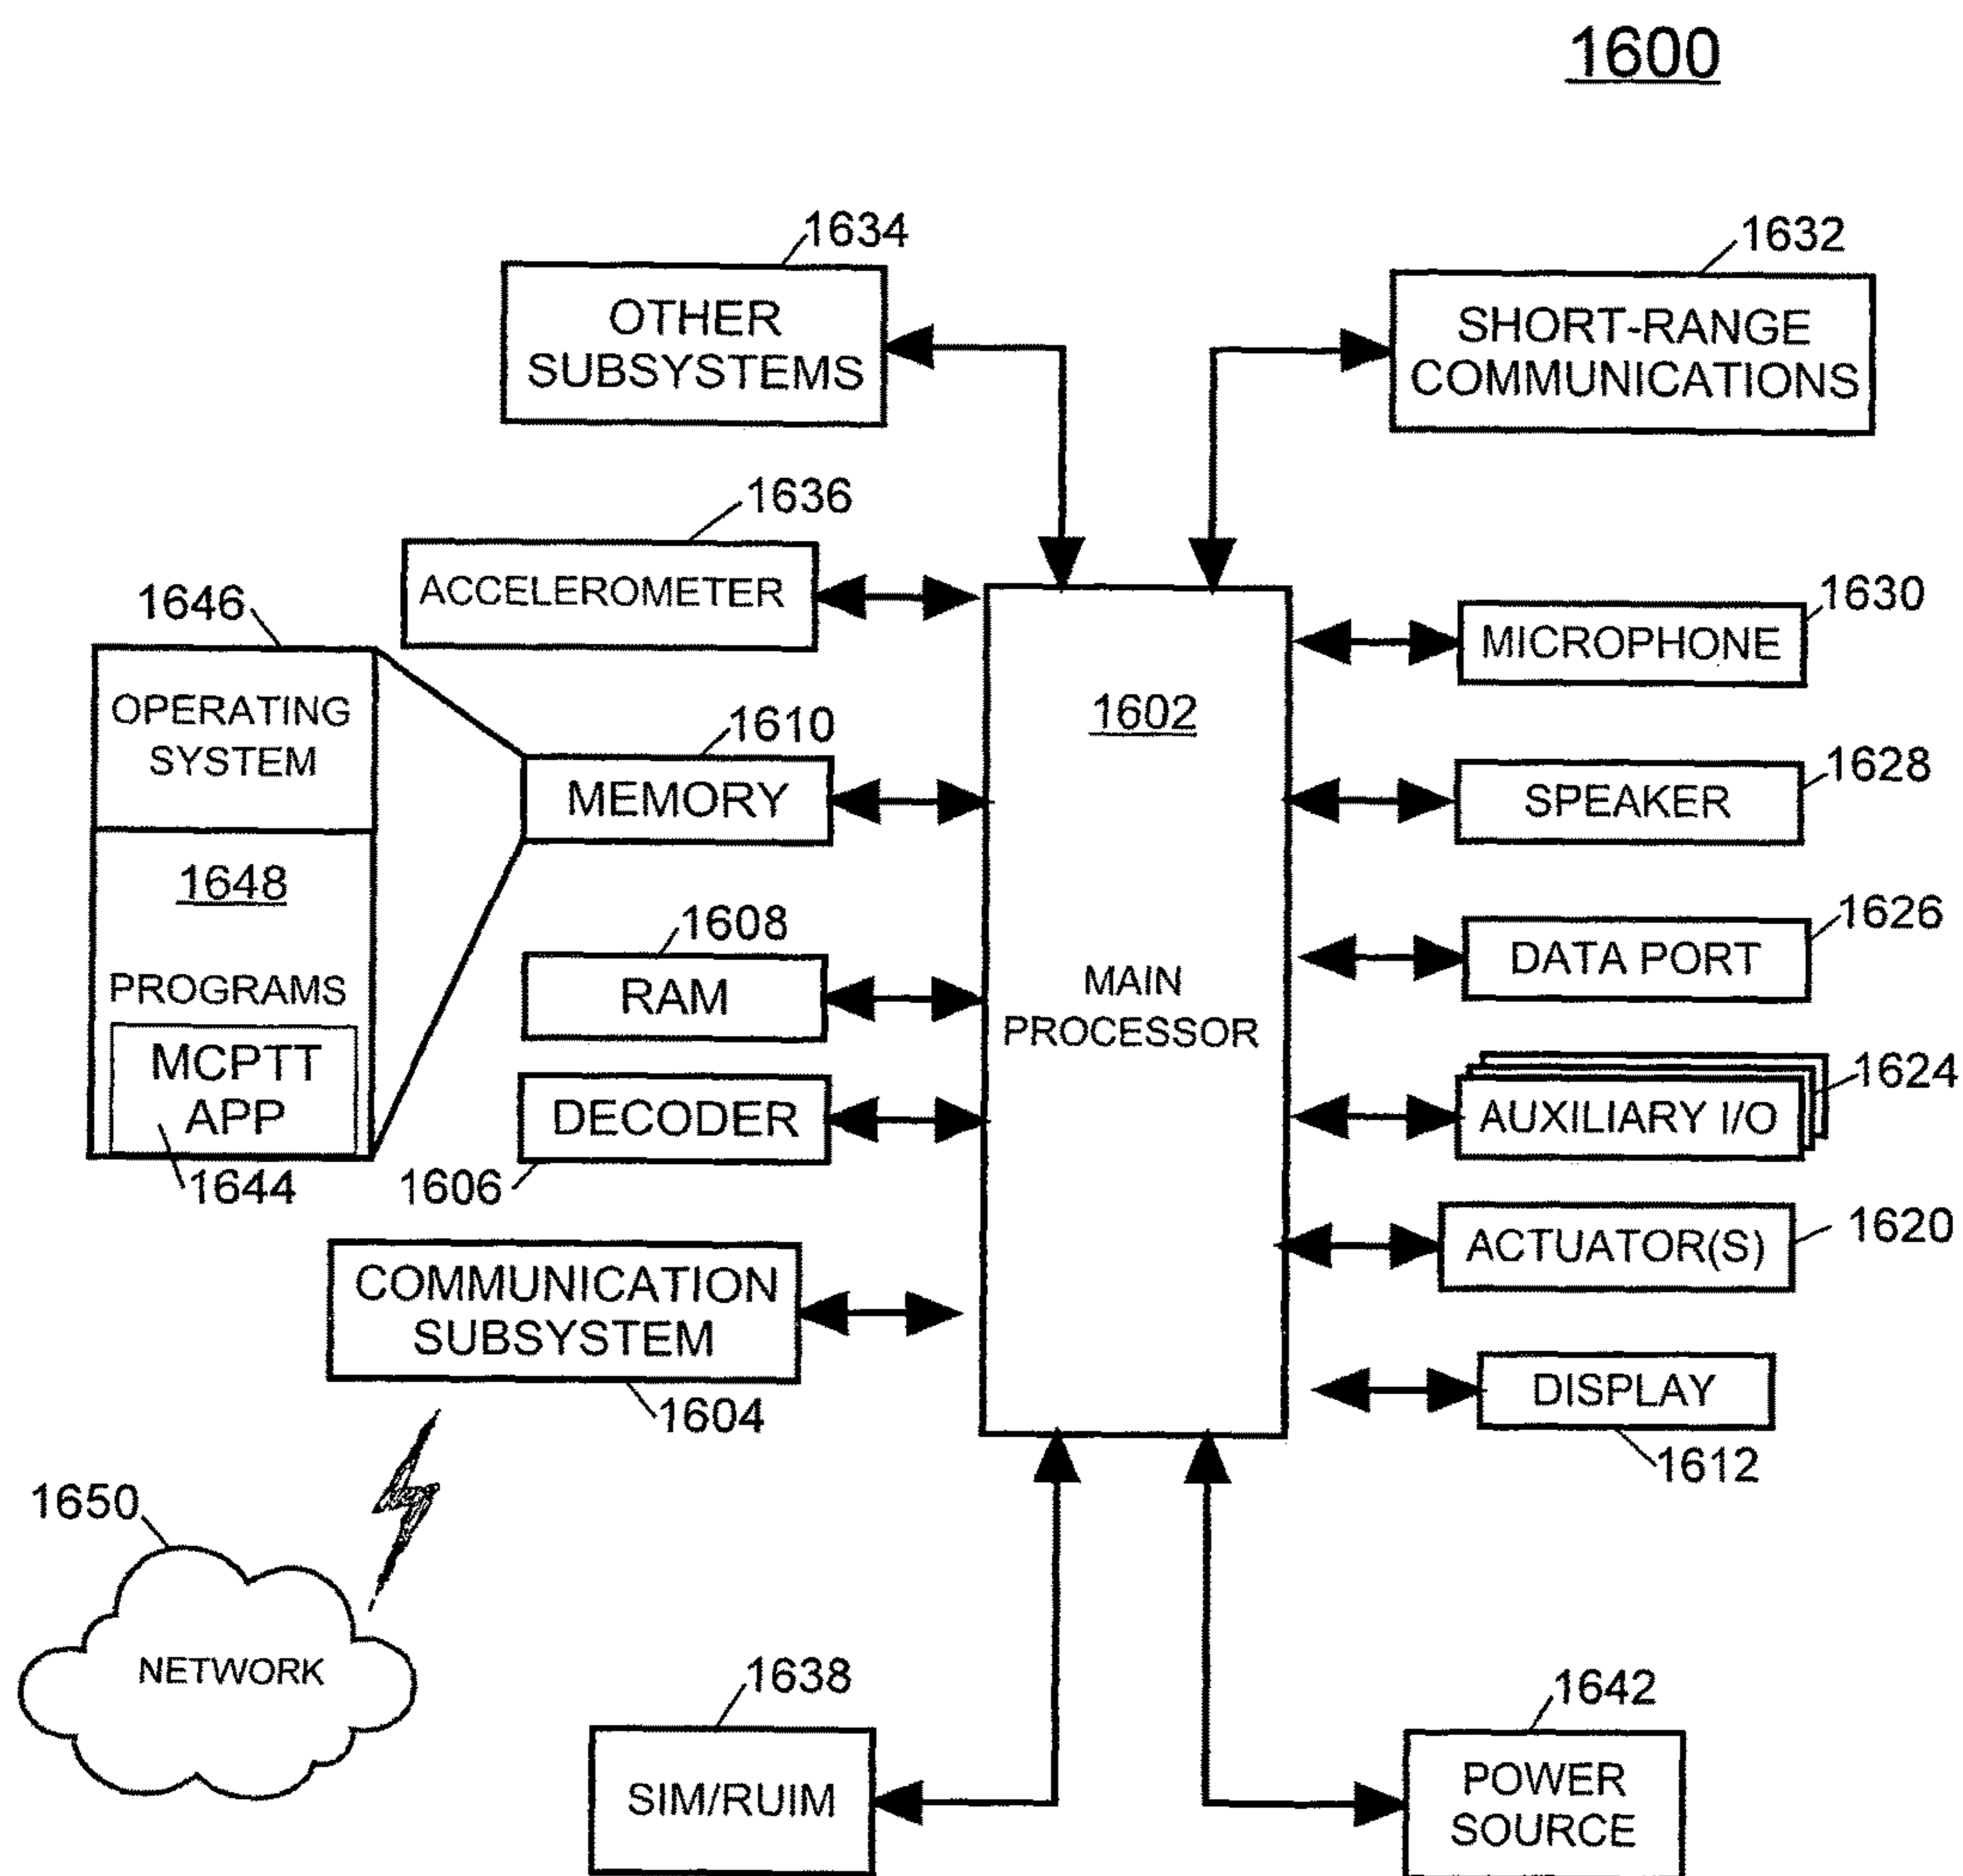 1600
1634
OTHER
SUBSYSTEMS
1632
SHORT-RANGE
COMMUNICATIONS
1636
ACCELEROMETER
1646
OPERATING
SYSTEM
1648
PROGRAMS
MCPTT
APP
1644
1610
MEMORY
1608
RAM
DECODER
1606
COMMUNICATION
SUBSYSTEM
1604
1602
MAIN
PROCESSOR
1630
MICROPHONE
1628
SPEAKER
1626
DATA PORT
1624
AUXILIARY I/O
1620
ACTUATOR(S)
DISPLAY
1612
1650
NETWORK
1638
SIM/RUIM
1642
POWER
SOURCE